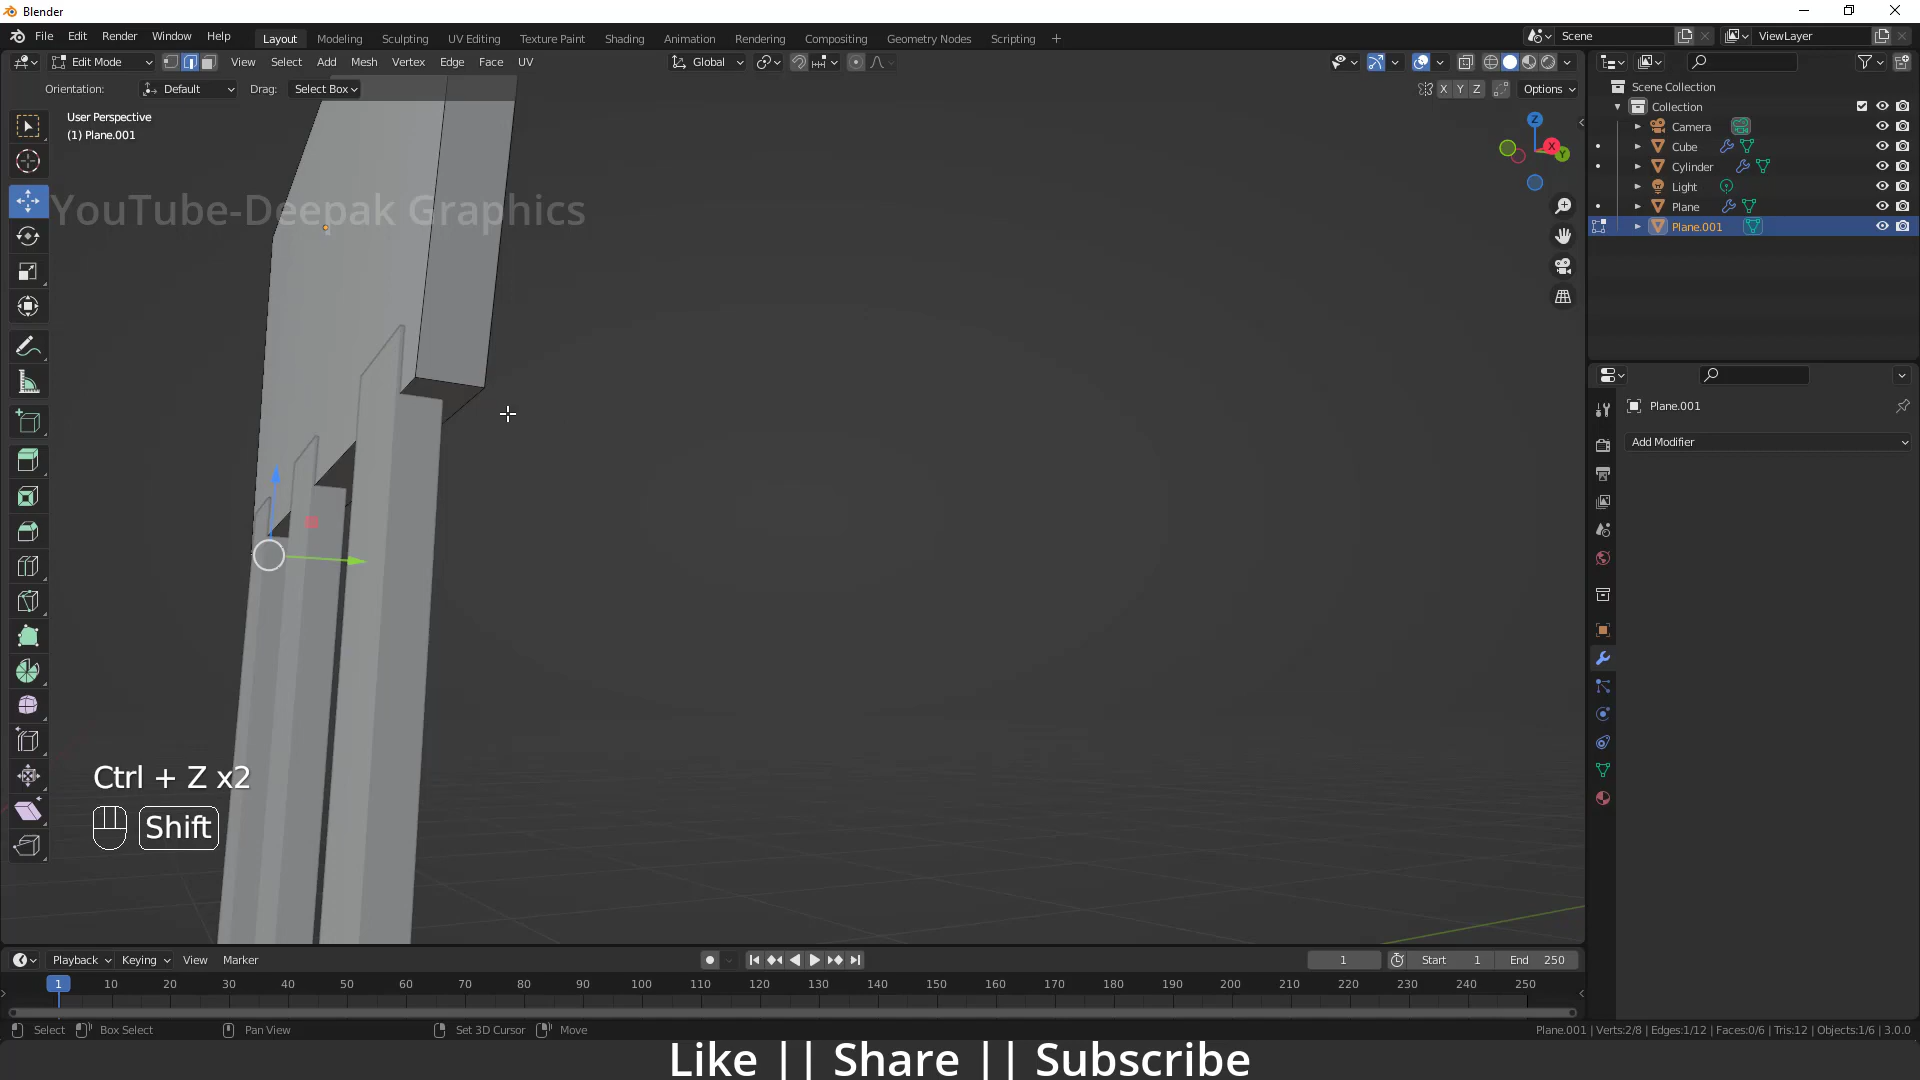 Blender
File Edit Render Window Help
Layout Modeling Sculpting UV Editing Texture Paint Shading Animation Rendering Compositing Geometry Nodes Scripting +
Scene ViewLayer
Edit Mode View Select Add Mesh Vertex Edge Face UV
Global
Orientation: Default Drag: Select Box
X Y Z Options
User Perspective
(1) Plane.001
YouTube-Deepak Graphics
Z
X
Y
Scene Collection
Collection
Camera
Cube
Cylinder
Light
Plane
Plane.001
Plane.001
Add Modifier
Ctrl + Z x2
Shift
Playback Keying View Marker
1 Start 1 End 250
1 10 20 30 40 50 60 70 80 90 100 110 120 130 140 150 160 170 180 190 200 210 220 230 240 250
Select Box Select Pan View Set 3D Cursor Move
Plane.001 | Verts:2/8 | Edges:1/12 | Faces:0/6 | Tris:12 | Objects:1/6 | 3.0.0
Like || Share || Subscribe